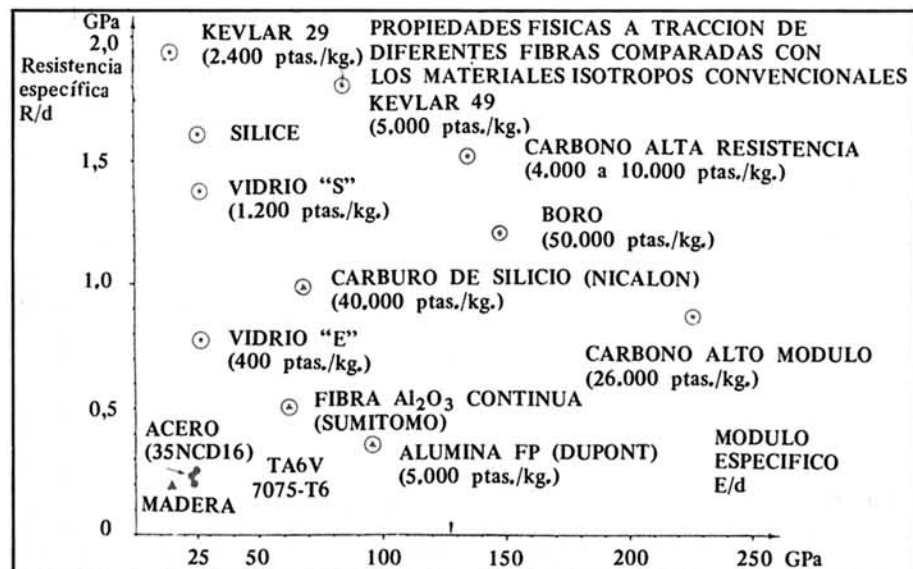 GPa
2,0
Resistencia
específica
R/d
1,5
1,0
0,5
0
PROPIEDADES FISICAS A TRACCION DE
DIFERENTES FIBRAS COMPARADAS CON
LOS MATERIALES ISOTROPOS CONVENCIONALES
KEVLAR 29
(2.400 ptas./kg.)
KEVLAR 49
(5.000 ptas./kg.)
SILICE
CARBONO ALTA RESISTENCIA
(4.000 a 10.000 ptas./kg.)
VIDRIO “S”
(1.200 ptas./kg.)
BORO
(50.000 ptas./kg.)
CARBURO DE SILICIO (NICALON)
(40.000 ptas./kg.)
VIDRIO “E”
(400 ptas./kg.)
CARBONO ALTO MODULO
(26.000 ptas./kg.)
FIBRA Al₂O₃ CONTINUA
(SUMITOMO)
ACERO
(35NCD16)
TA6V
7075-T6
ALUMINA FP (DUPONT)
(5.000 ptas./kg.)
MADERA
MODULO
ESPECIFICO
E/d
25 50 100 150 200 250 GPa